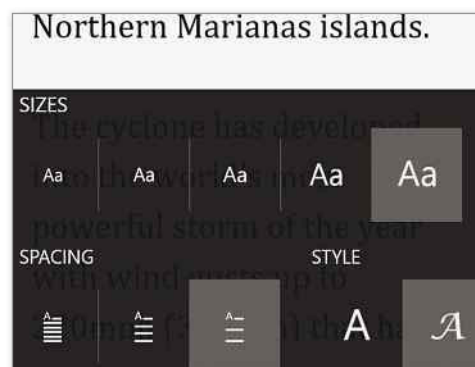 Northern Marianas islands.
SIZES
The cyclone has developed
Aa Aa Aa Aa Aa
into the world's most
powerful storm of the year
SPACING STYLE
with wind gusts up to
A A A A A